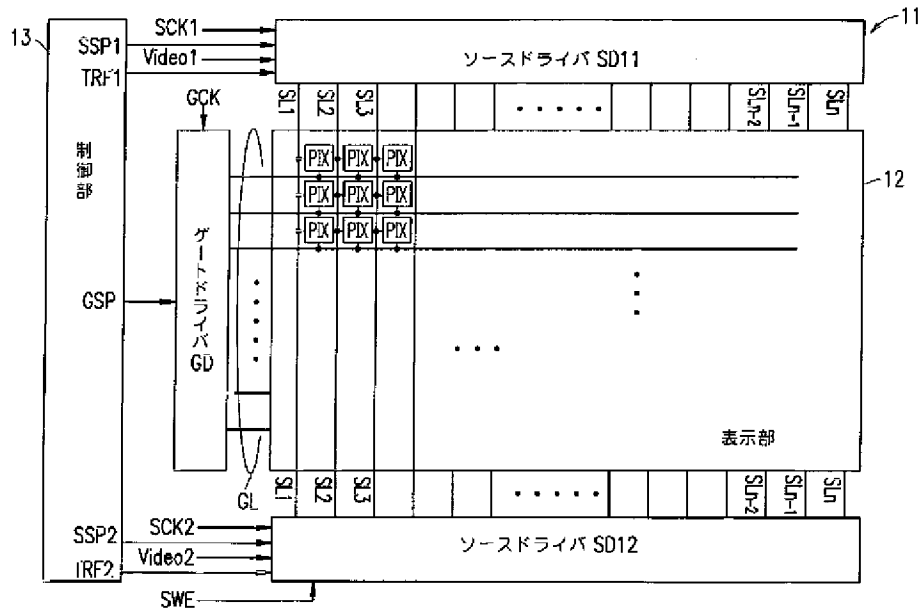 13
11
SCK1
SSP1
Video1
TRF1
ソースドライバ SD11
GCK
SL1
SL2
SL3
SLn-2
SLn-1
SLn
制御部
12
PIX PIX PIX
PIX PIX PIX
PIX PIX PIX
ゲートドライバ GD
GSP
表示部
GL
SL1
SL2
SL3
SLn-2
SLn-1
SLn
SCK2
SSP2
Video2
TRF2
ソースドライバ SD12
SWE